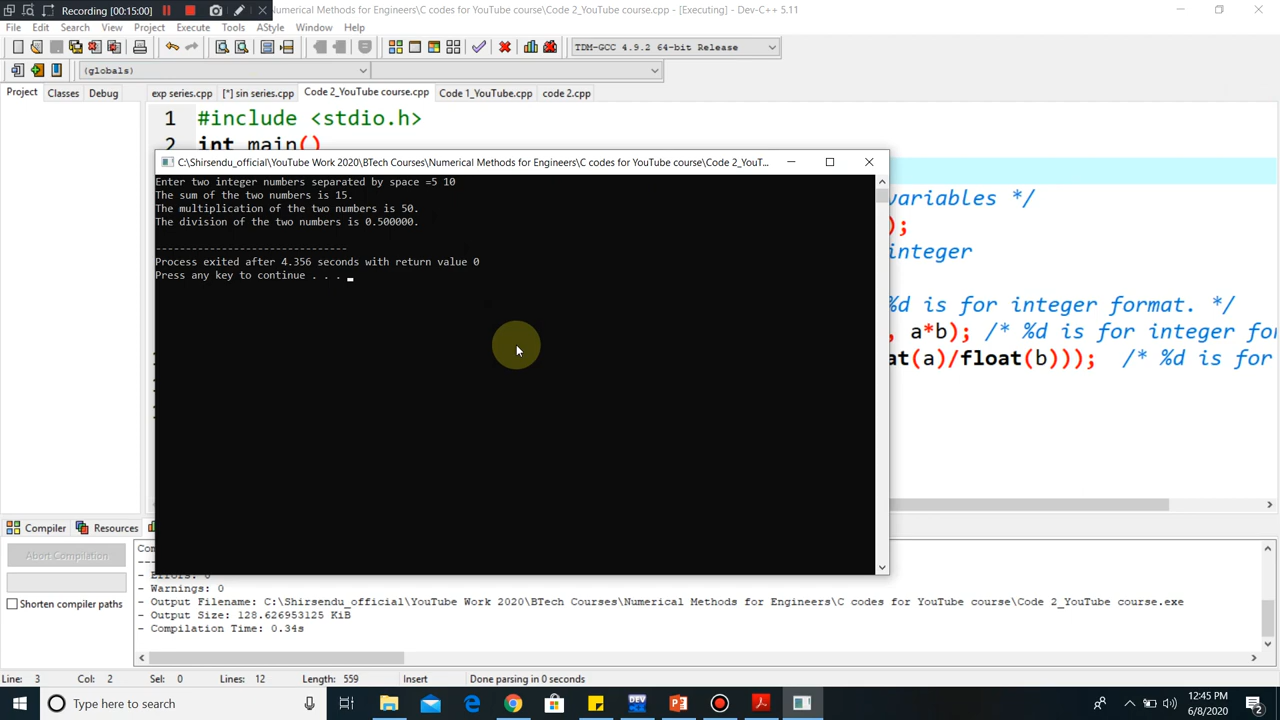 Recording [00:15:00]
Numerical Methods for Engineers\C codes for YouTube course\Code 2_YouTube course.cpp - [Executing] - Dev-C++ 5.11
File Edit Search View Project Execute Tools AStyle Window Help
TDM-GCC 4.9.2 64-bit Release
(globals)
Project Classes Debug
exp series.cpp [*] sin series.cpp Code 2_YouTube course.cpp Code 1_YouTube.cpp code 2.cpp
1 #include <stdio.h>
2 int main()
C:\Shirsendu_official\YouTube Work 2020\BTech Courses\Numerical Methods for Engineers\C codes for YouTube course\Code 2_YouT...
Enter two integer numbers separated by space =5 10
The sum of the two numbers is 15.
The multiplication of the two numbers is 50.
The division of the two numbers is 0.500000.
--------------------------------
Process exited after 4.356 seconds with return value 0
Press any key to continue . . .
variables */
);
integer
%d is for integer format. */
, a*b); /* %d is for integer for
at(a)/float(b))); /* %d is for
Compiler Resources
Abort Compilation
Shorten compiler paths
- Errors: 0
- Warnings: 0
- Output Filename: C:\Shirsendu_official\YouTube Work 2020\BTech Courses\Numerical Methods for Engineers\C Codes for YouTube course\Code 2_YouTube course.exe
- Output Size: 128.626953125 KiB
- Compilation Time: 0.34s
Line: 3 Col: 2 Sel: 0 Lines: 12 Length: 559 Insert Done parsing in 0 seconds
Type here to search
12:45 PM
6/8/2020